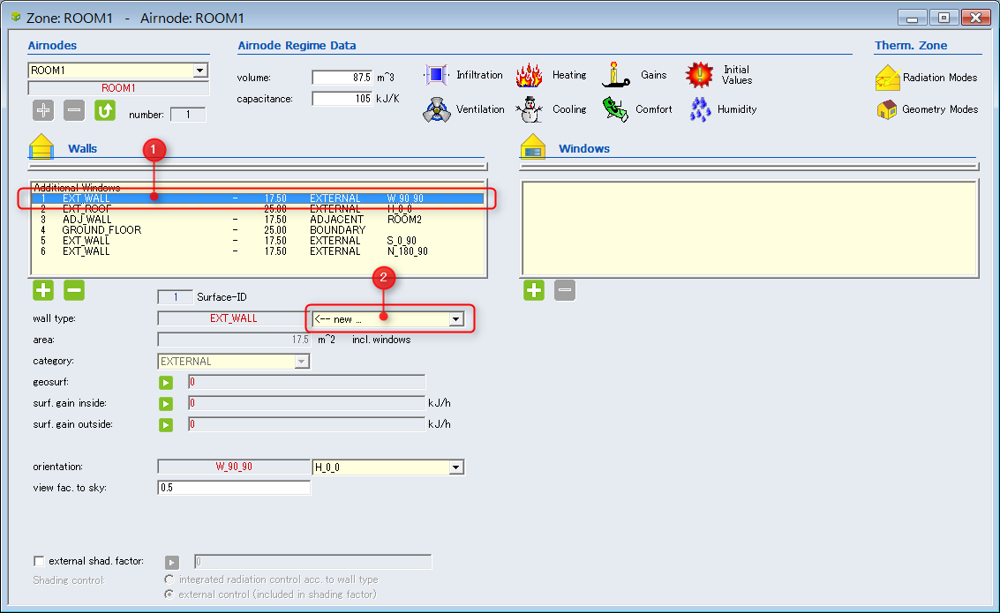 Zone: ROOM1 - Airnode: ROOM1
Airnodes
Airnode Regime Data
Therm. Zone
ROOM1
ROOM1
number: 1
volume: 87.5 m^3
capacitance: 105 kJ/K
Infiltration
Heating
Gains
Initial
Values
Ventilation
Cooling
Comfort
Humidity
Radiation Modes
Geometry Modes
Walls
1
Windows
Additional Windows
1 EXT_WALL - 17.50 EXTERNAL W_90_90
2 EXT_ROOF - 25.00 EXTERNAL H_0_0
3 ADJ_WALL - 17.50 ADJACENT ROOM2
4 GROUND_FLOOR - 25.00 BOUNDARY
5 EXT_WALL - 17.50 EXTERNAL S_0_90
6 EXT_WALL - 17.50 EXTERNAL N_180_90
2
1 Surface-ID
wall type: EXT_WALL <-- new ...
area: 17.5 m^2 incl. windows
category: EXTERNAL
geosurf: 0
surf. gain inside: 0 kJ/h
surf. gain outside: 0 kJ/h
orientation: W_90_90 H_0_0
view fac. to sky: 0.5
external shad. factor: 0
Shading control: integrated radiation control acc. to wall type
external control (included in shading factor)